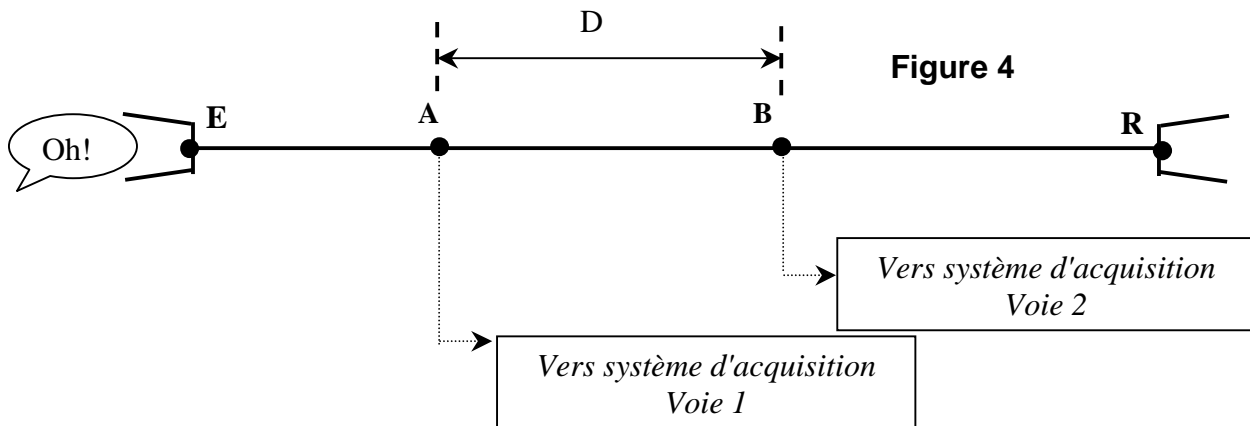 D
Figure 4
E
A
B
R
Oh!
Vers système d'acquisition
Voie 2
Vers système d'acquisition
Voie 1